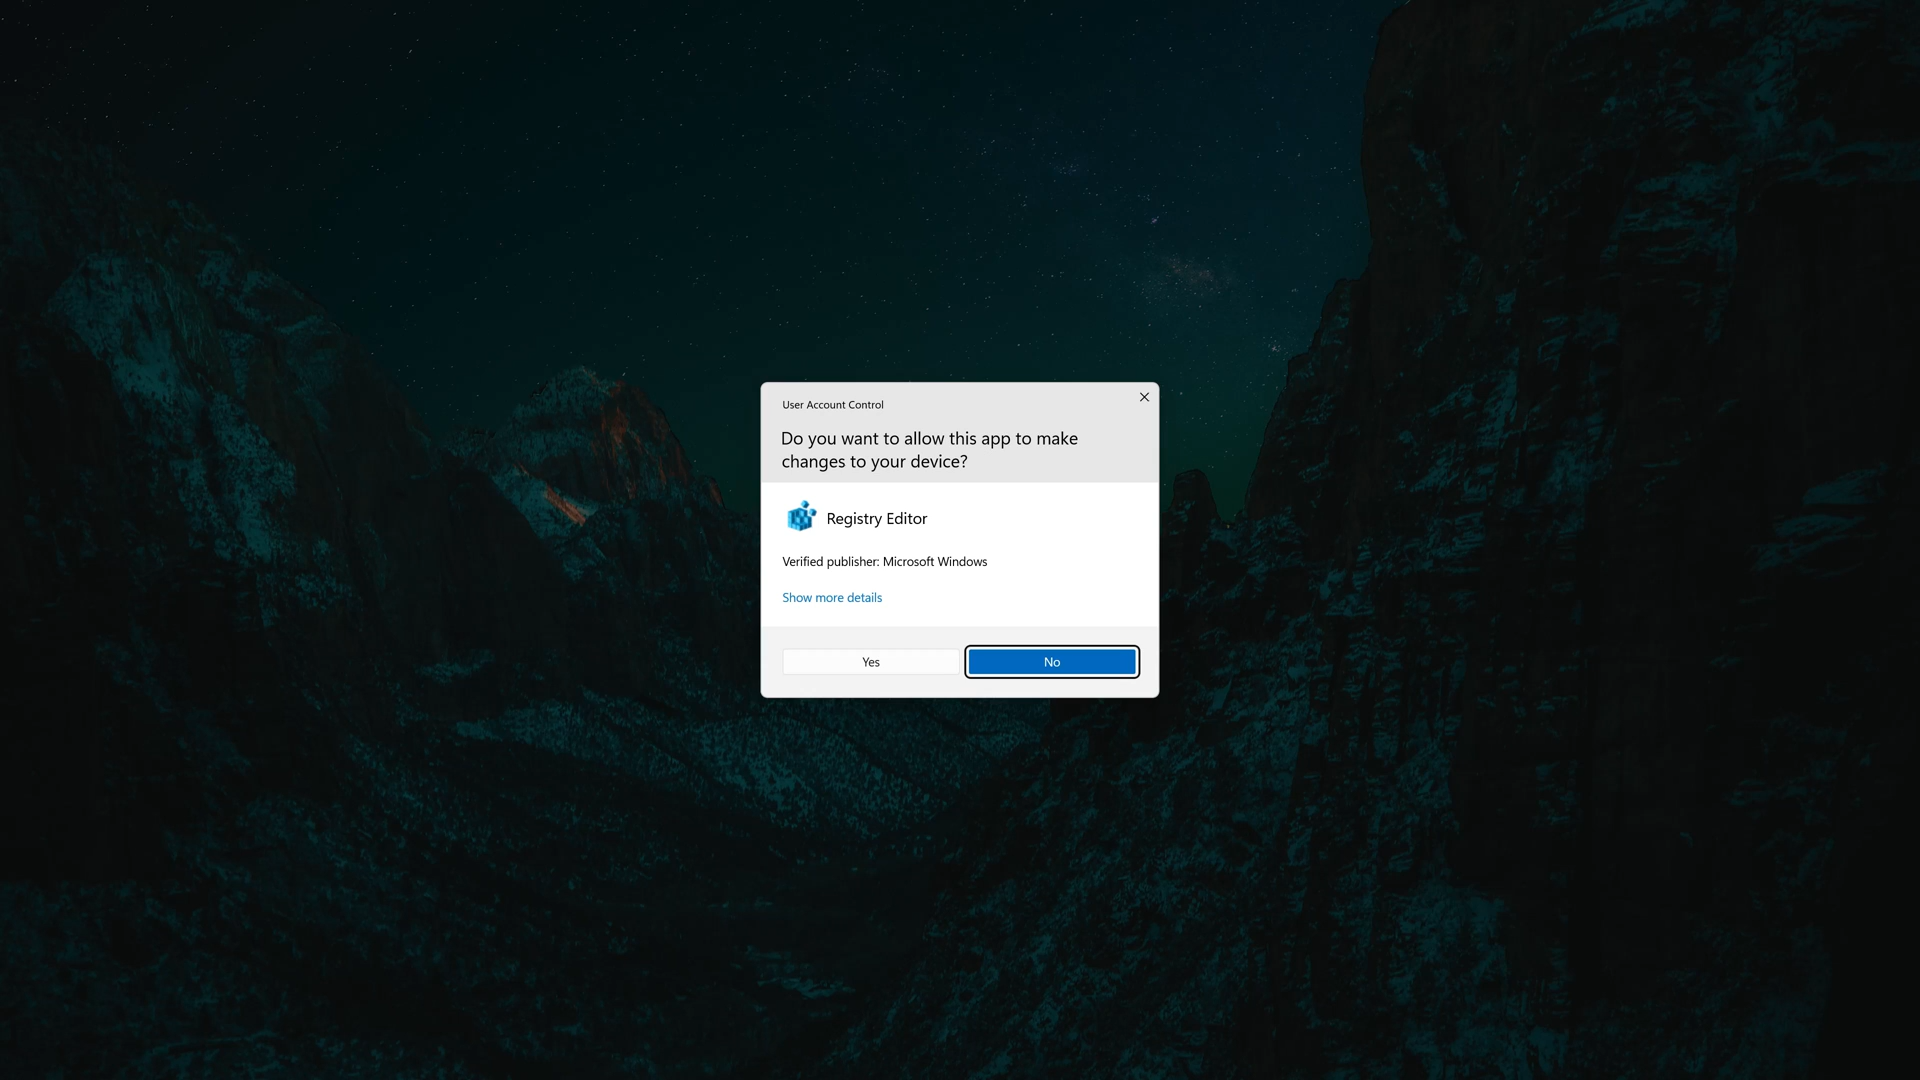 User Account Control
Do you want to allow this app to make
changes to your device?
Registry Editor
Verified publisher: Microsoft Windows
Show more details
Yes
No